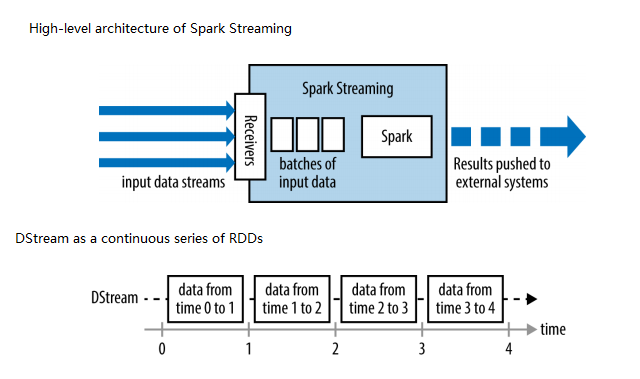 High-level architecture of Spark Streaming
Spark Streaming
Receivers
Spark
input data streams
batches of
input data
Results pushed to
external systems
DStream as a continuous series of RDDs
DStream
data from
time 0 to 1
data from
time 1 to 2
data from
time 2 to 3
data from
time 3 to 4
time
0 1 2 3 4